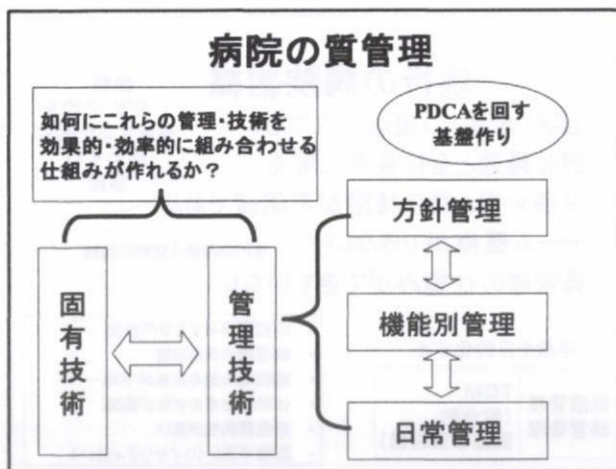 病院の質管理
如何にこれらの管理・技術を
効果的・効率的に組み合わせる
仕組みが作れるか？
PDCAを回す
基盤作り
固有技術
管理技術
方針管理
機能別管理
日常管理